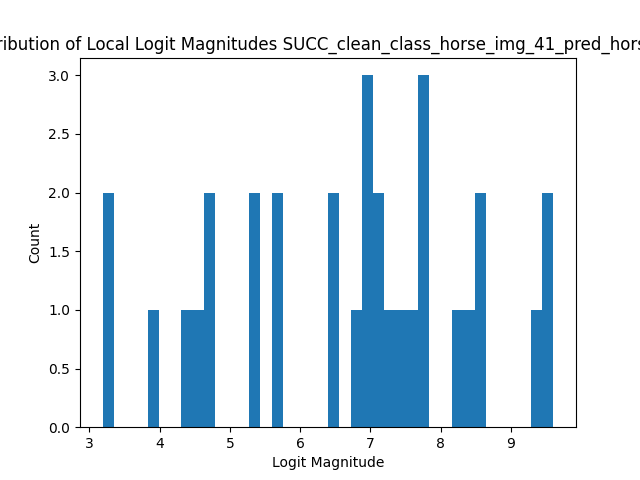 ribution of Local Logit Magnitudes SUCC_clean_class_horse_img_41_pred_hors
3.0
2.5
2.0
1.5
1.0
0.5
0.0
Count
3 4 5 6 7 8 9
Logit Magnitude